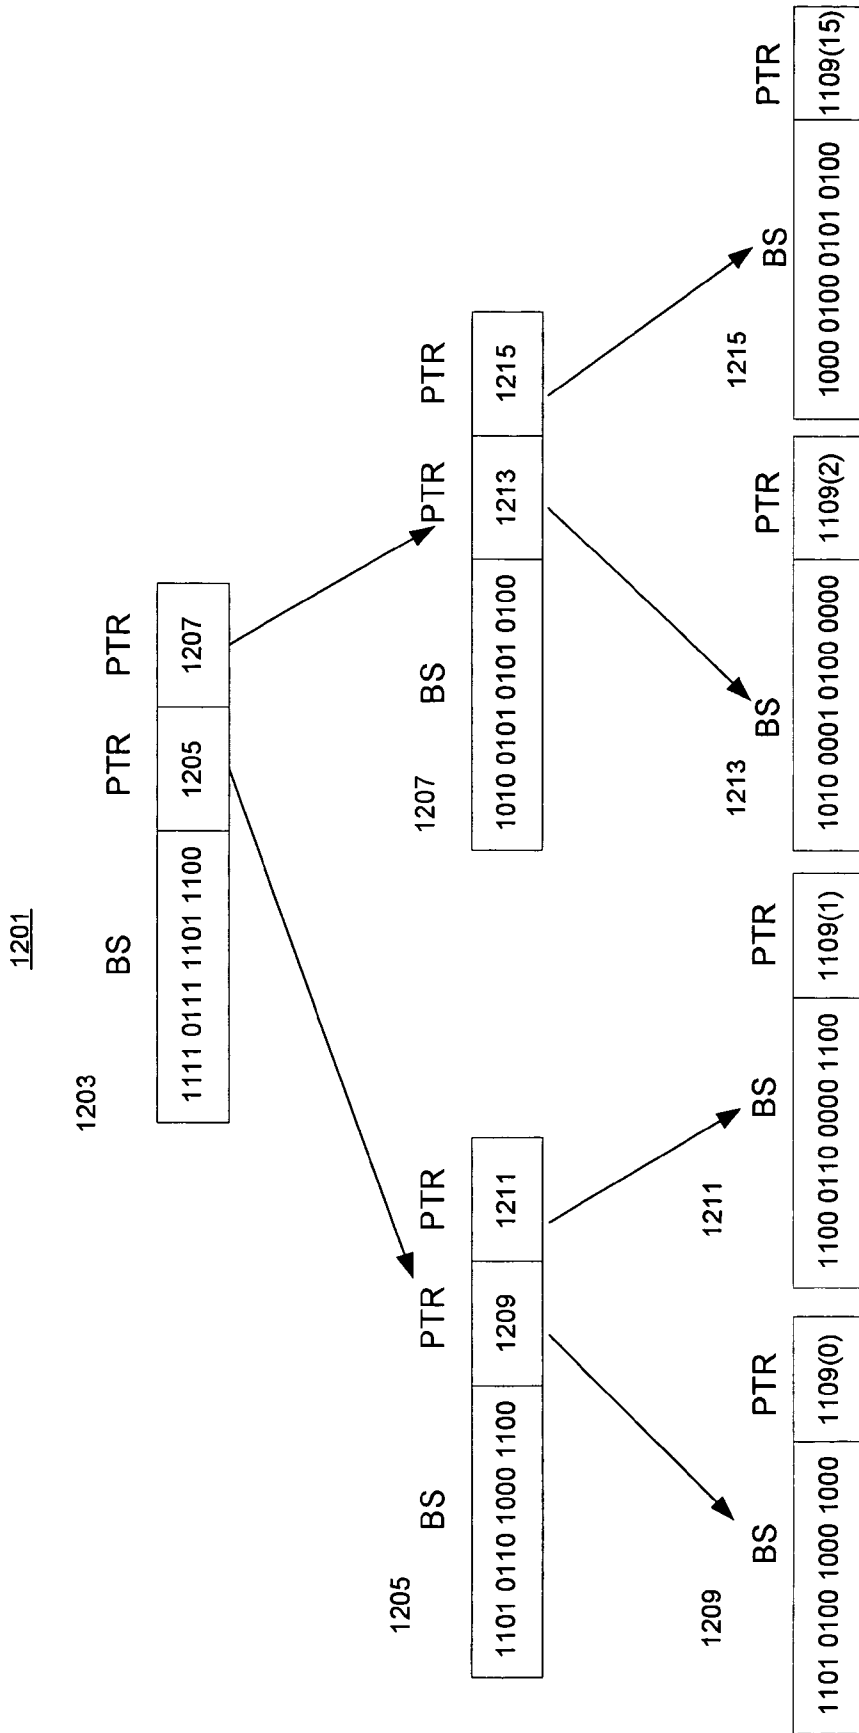 1201
1203
BS PTR PTR
1111 0111 1101 1100 1205 1207
1205
BS PTR PTR
1101 0110 1000 1100 1209 1211
1207
BS PTR PTR
1010 0101 0101 0100 1213 1215
1209
BS PTR
1101 0100 1000 1000 1109(0)
1211
BS PTR
1100 0110 0000 1100 1109(1)
1213
BS PTR
1010 0001 0100 0000 1109(2)
1215
BS PTR
1000 0100 0101 0100 1109(15)